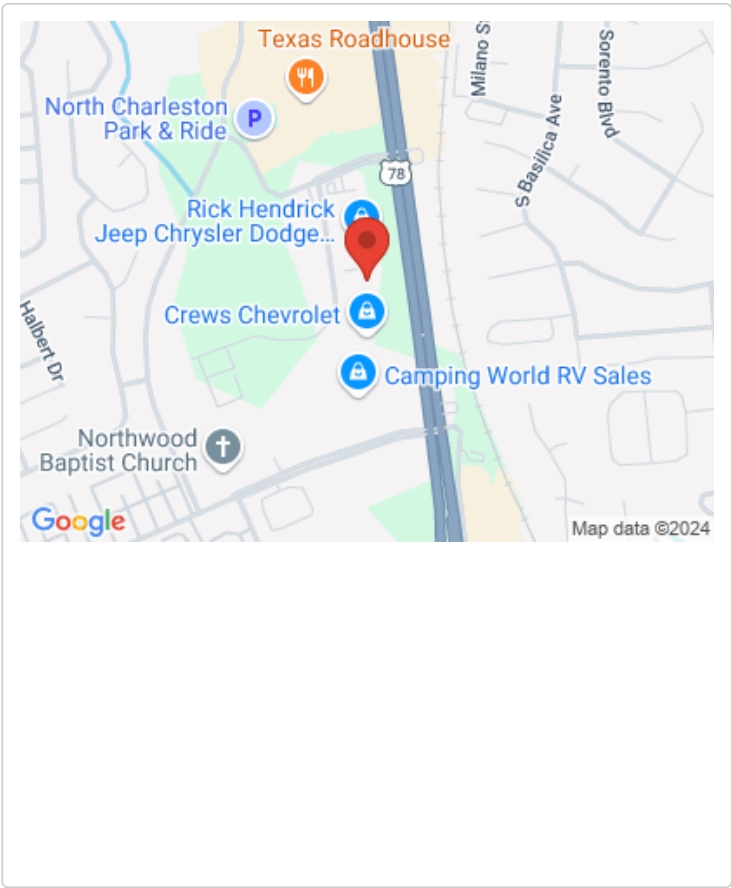 Texas Roadhouse
Milano S
Sorento Blvd
North Charleston
Park & Ride
P
78
S Basilica Ave
Rick Hendrick
Jeep Chrysler Dodge...
Crews Chevrolet
Halbert Dr
Camping World RV Sales
Northwood
Baptist Church
Google
Map data ©2024